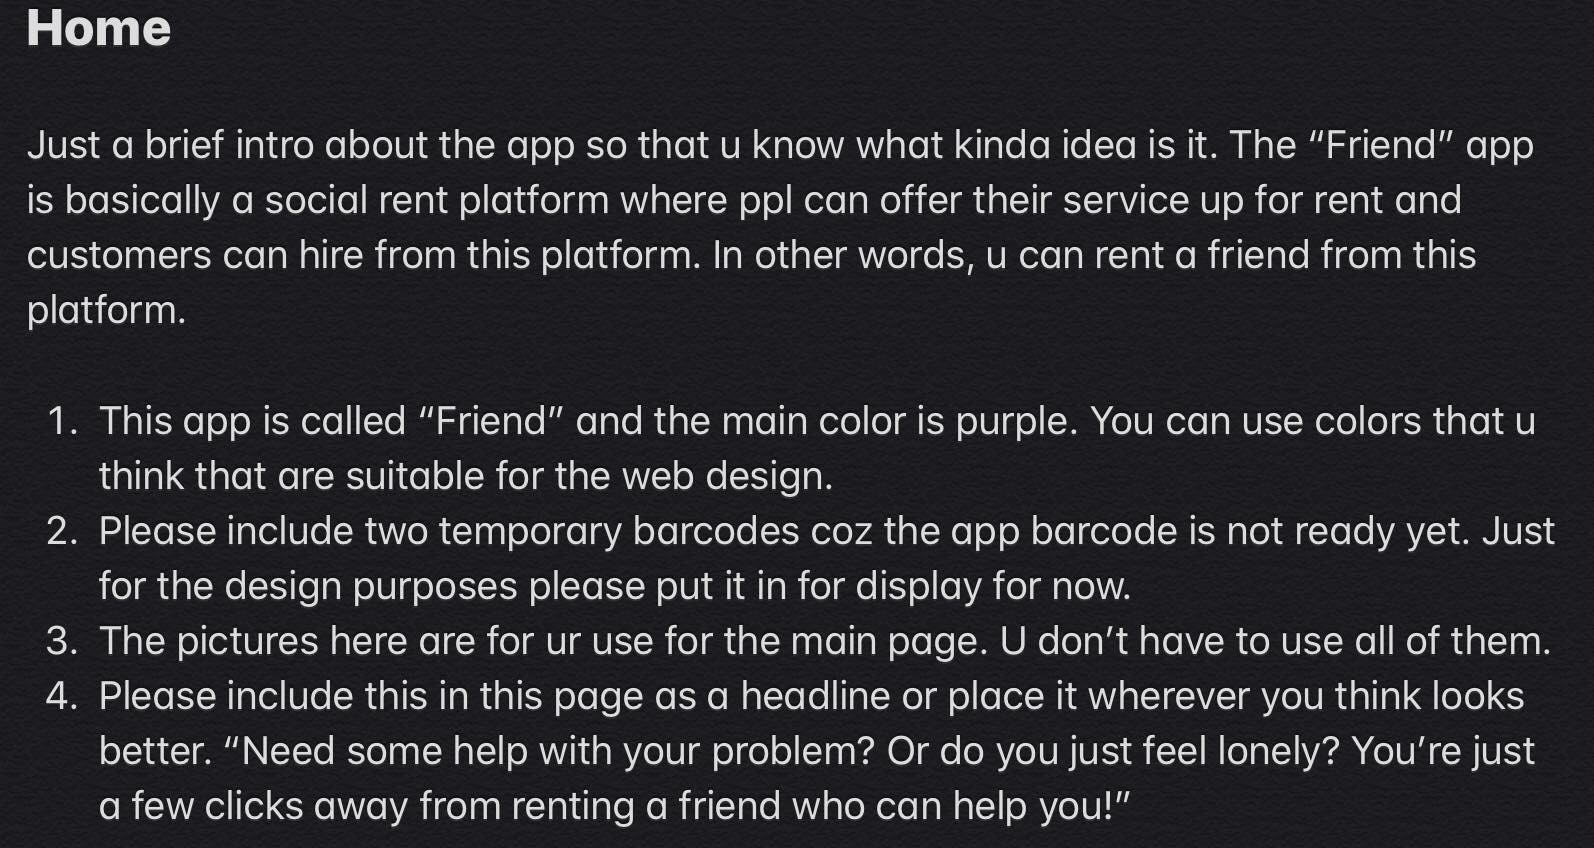 Home
Just a brief intro about the app so that u know what kinda idea is it. The “Friend” app
is basically a social rent platform where ppl can offer their service up for rent and
customers can hire from this platform. In other words, u can rent a friend from this
platform.
1. This app is called “Friend” and the main color is purple. You can use colors that u
think that are suitable for the web design.
2. Please include two temporary barcodes coz the app barcode is not ready yet. Just
for the design purposes please put it in for display for now.
3. The pictures here are for ur use for the main page. U don’t have to use all of them.
4. Please include this in this page as a headline or place it wherever you think looks
better. “Need some help with your problem? Or do you just feel lonely? You’re just
a few clicks away from renting a friend who can help you!”